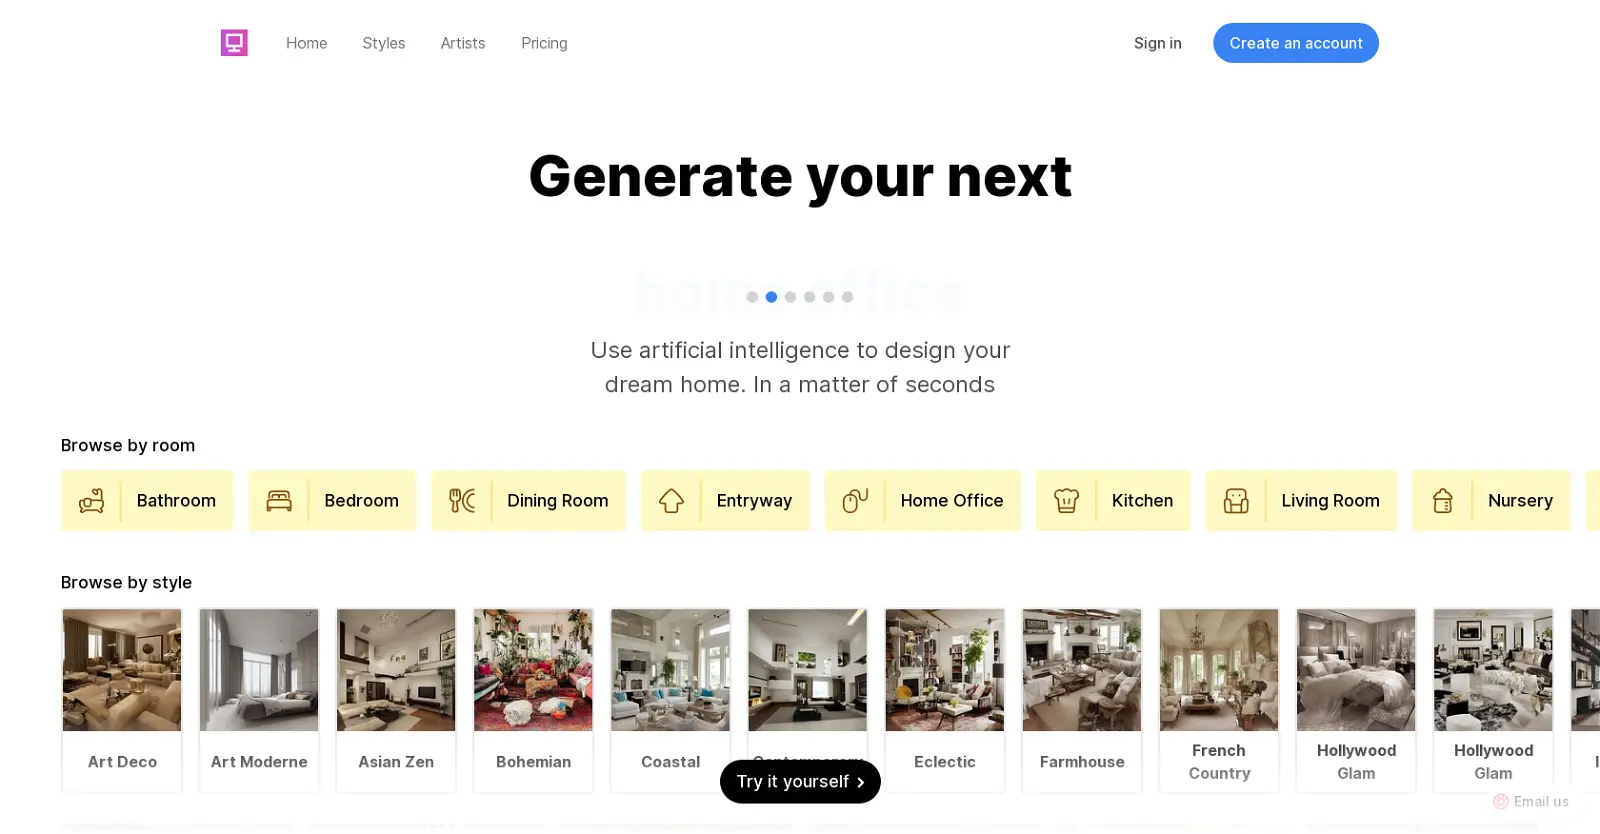 Home
Styles
Artists
Pricing
Sign in
Create an account
Generate your next
home office
Use artificial intelligence to design your
dream home. In a matter of seconds
Browse by room
Bathroom
Bedroom
Dining Room
Entryway
Home Office
Kitchen
Living Room
Nursery
Browse by style
Art Deco
Art Moderne
Asian Zen
Bohemian
Coastal
Contemporary
Eclectic
Farmhouse
French
Country
Hollywood
Glam
Hollywood
Glam
Try it yourself
Email us